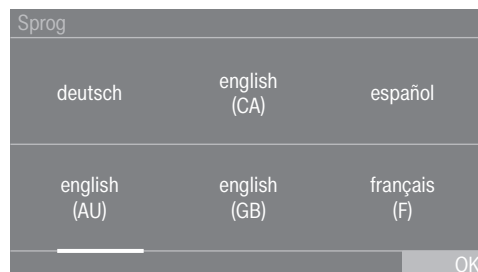 Sprog
deutsch
english
(CA)
español
english
(AU)
english
(GB)
français
(F)
OK